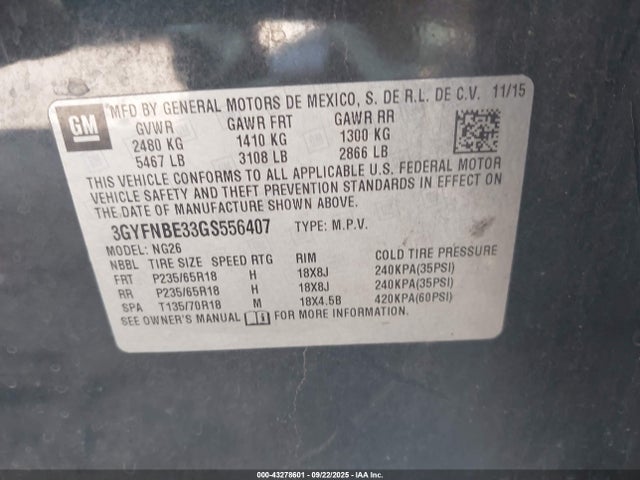 GM
MFD BY GENERAL MOTORS DE MEXICO, S. DE R.L. DE C.V. 11/15
GVWR GAWR FRT GAWR RR
2480 KG 1410 KG 1300 KG
5467 LB 3108 LB 2866 LB
THIS VEHICLE CONFORMS TO ALL APPLICABLE U.S. FEDERAL MOTOR
VEHICLE SAFETY AND THEFT PREVENTION STANDARDS IN EFFECT ON
THE DATE OF MANUFACTURE SHOWN ABOVE.
3GYFNBE33GS556407 TYPE: M.P.V.
MODEL: NG26
NBBL TIRE SIZE SPEED RTG RIM COLD TIRE PRESSURE
FRT P235/65R18 H 18X8J 240KPA(35PSI)
RR P235/65R18 H 18X8J 240KPA(35PSI)
SPA T135/70R18 M 18X4.5B 420KPA(60PSI)
SEE OWNER'S MANUAL FOR MORE INFORMATION.
000-43278601 - 09/22/2025 - IAA Inc.